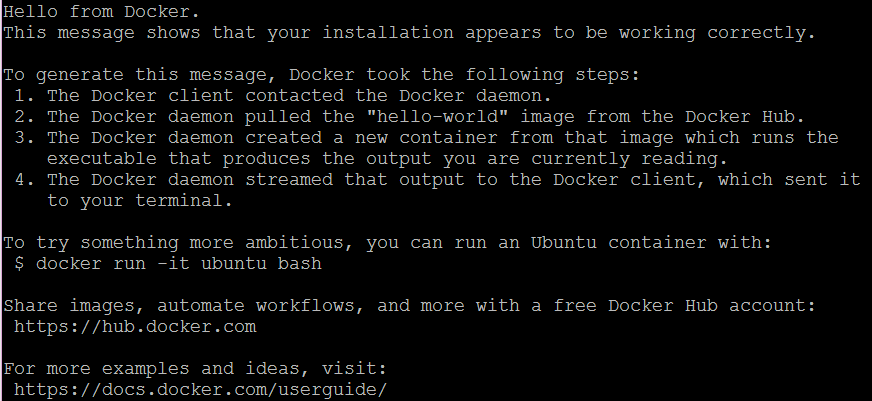 Hello from Docker.
This message shows that your installation appears to be working correctly.
To generate this message, Docker took the following steps:
1. The Docker client contacted the Docker daemon.
2. The Docker daemon pulled the "hello-world" image from the Docker Hub.
3. The Docker daemon created a new container from that image which runs the
executable that produces the output you are currently reading.
4. The Docker daemon streamed that output to the Docker client, which sent it
to your terminal.
To try something more ambitious, you can run an Ubuntu container with:
$ docker run -it ubuntu bash
Share images, automate workflows, and more with a free Docker Hub account:
https://hub.docker.com
For more examples and ideas, visit:
https://docs.docker.com/userguide/